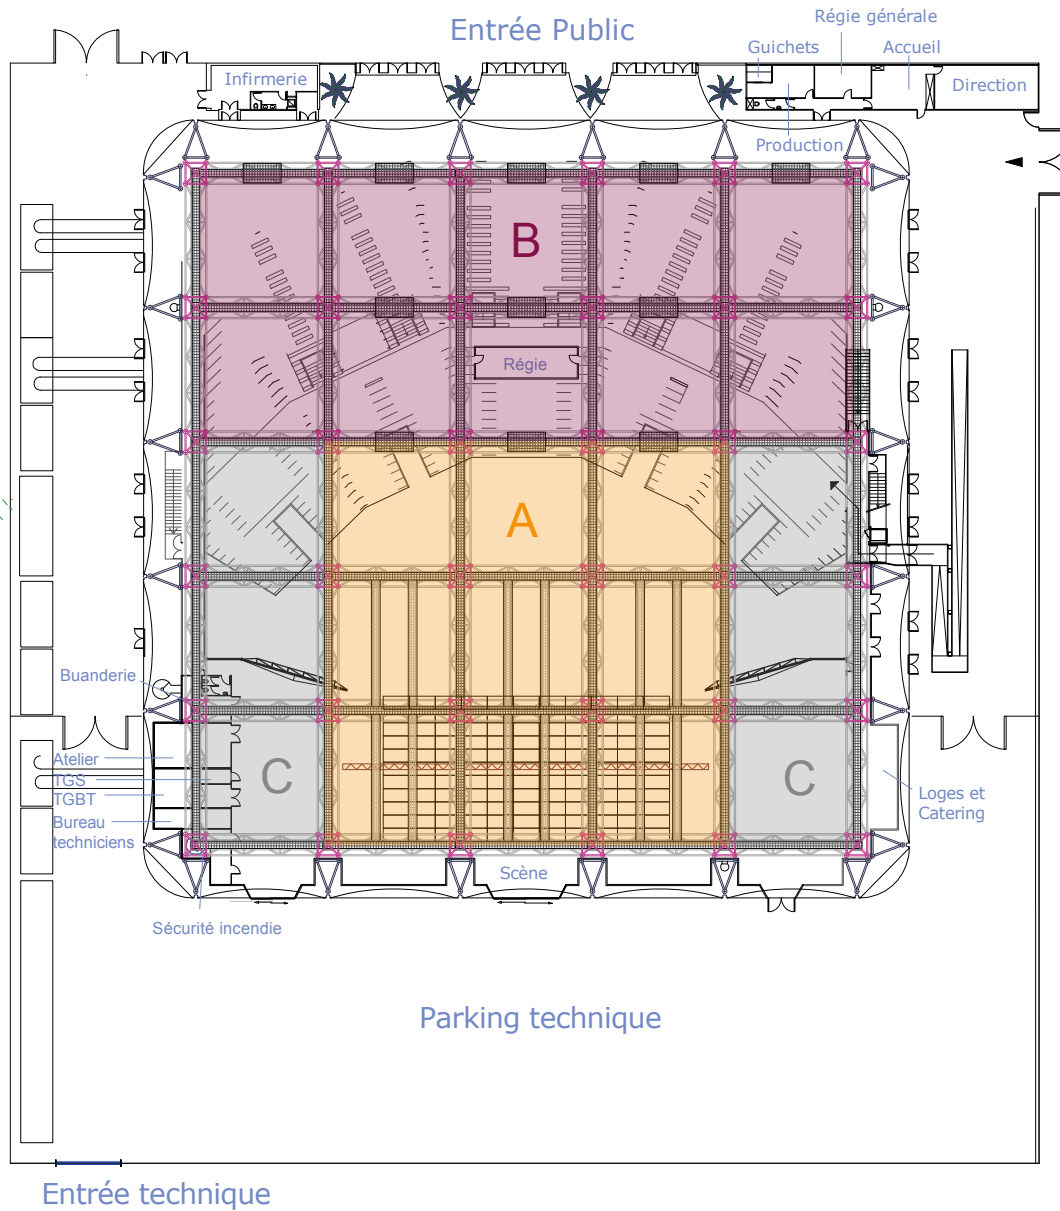 Régie générale
Entrée Public
Guichets
Accueil
Infirmerie
Direction
Production
B
Régie
A
Buanderie
Atelier
TGS
TGBT
Bureau
techniciens
C
C
Loges et
Catering
Scène
Sécurité incendie
Parking technique
Entrée technique